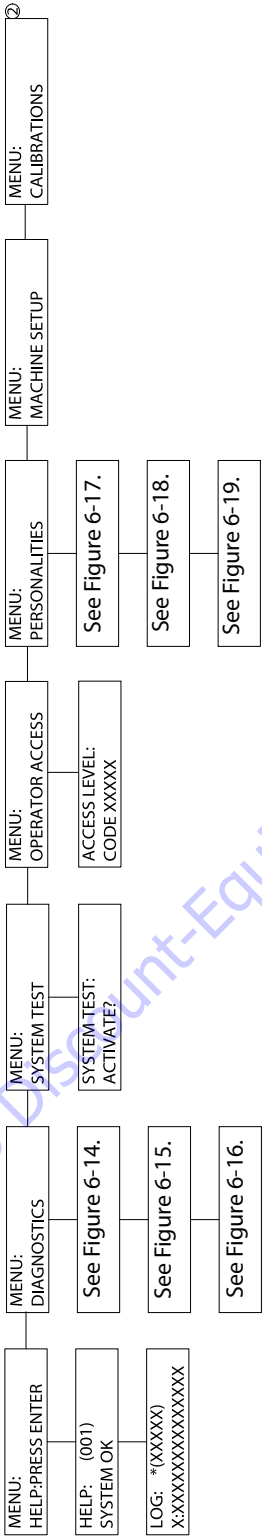 MENU:
HELP:PRESS ENTER
HELP: (001)
SYSTEM OK
LOG: *(XXXXX)
X:XXXXXXXXXXXXXXX
MENU:
DIAGNOSTICS
See Figure 6-14.
See Figure 6-15.
See Figure 6-16.
MENU:
SYSTEM TEST
SYSTEM TEST:
ACTIVATE?
MENU:
OPERATOR ACCESS
ACCESS LEVEL:
CODE XXXXX
MENU:
PERSONALITIES
See Figure 6-17.
See Figure 6-18.
See Figure 6-19.
MENU:
MACHINE SETUP
MENU:
CALIBRATIONS
②
Discount-Equi